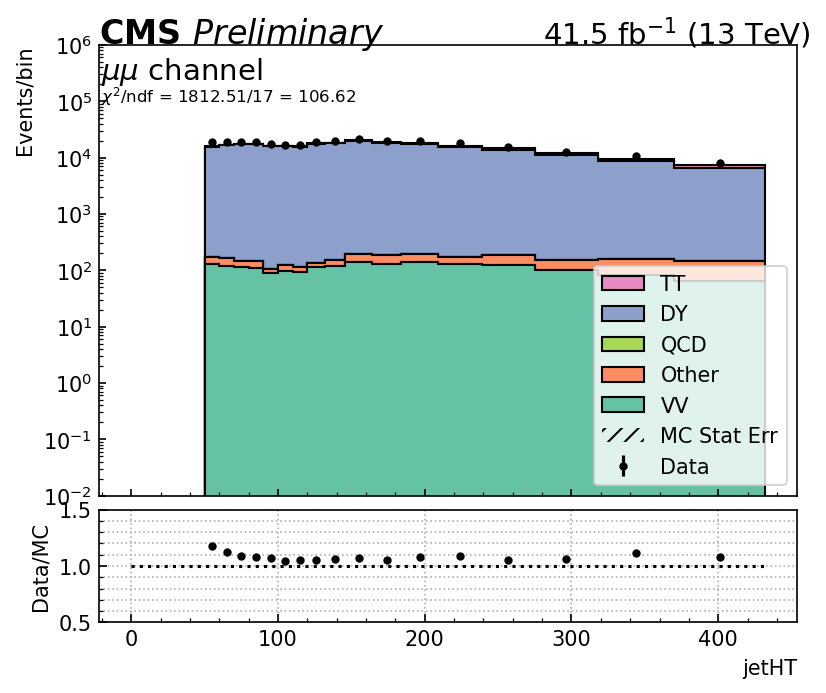 CMS Preliminary 41.5 fb⁻¹ (13 TeV)
μμ channel
χ²/ndf = 1812.51/17 = 106.62
Events/bin
10⁶
10⁵
10⁴
10³
10²
10¹
10⁰
10⁻¹
10⁻²
TT
DY
QCD
Other
VV
MC Stat Err
Data
Data/MC
1.5
1.0
0.5
0 100 200 300 400
jetHT